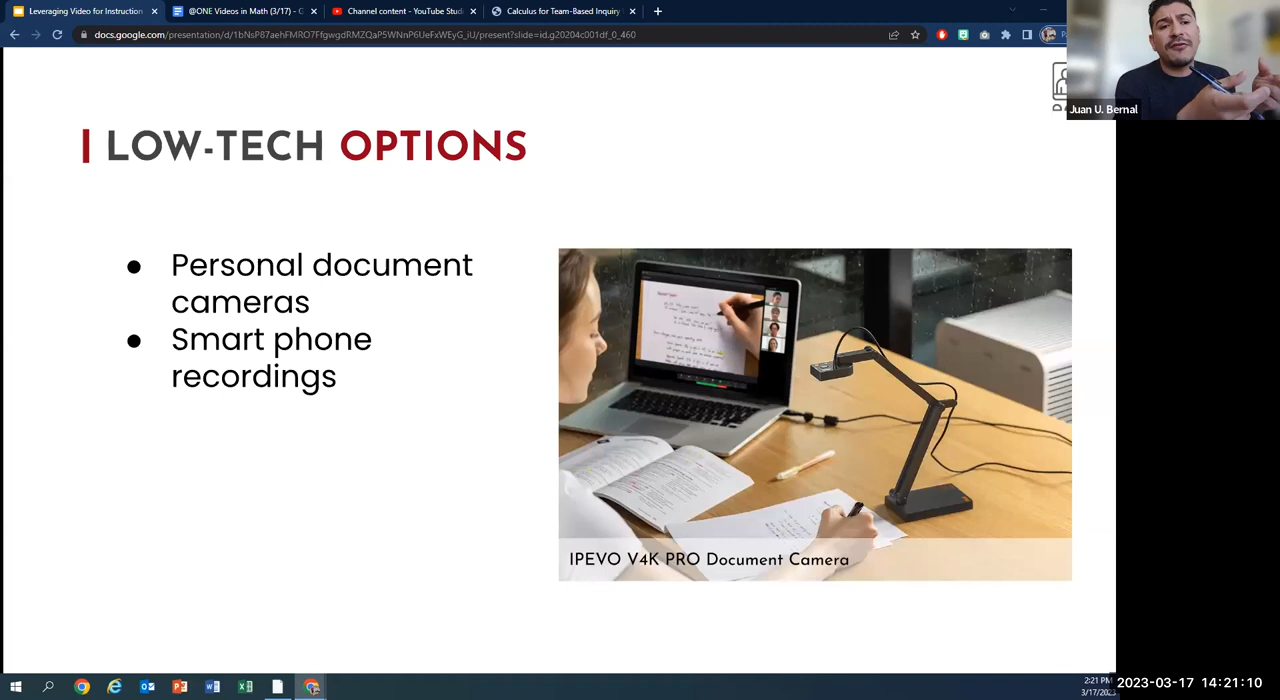 Leveraging Video for Instruction
@ONE Videos in Math (3/17) - G
Channel content - YouTube Stud
Calculus for Team-Based Inquiry
docs.google.com/presentation/d/1bNsP87aehFMRO7FfgwgdRMZQaP5WNnP6UeFxWEyG_iU/present?slide=id.g20204c001df_0_460
Juan U. Bernal
LOW-TECH OPTIONS
● Personal document
cameras
● Smart phone
recordings
IPEVO V4K PRO Document Camera
2:21 PM
3/17/2023
2023-03-17 14:21:10